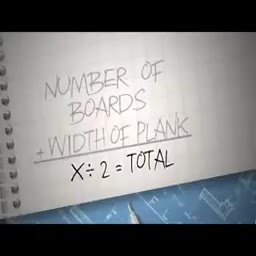 NUMBER OF
BOARDS
+ WIDTH OF PLANK
X ÷ 2 = TOTAL